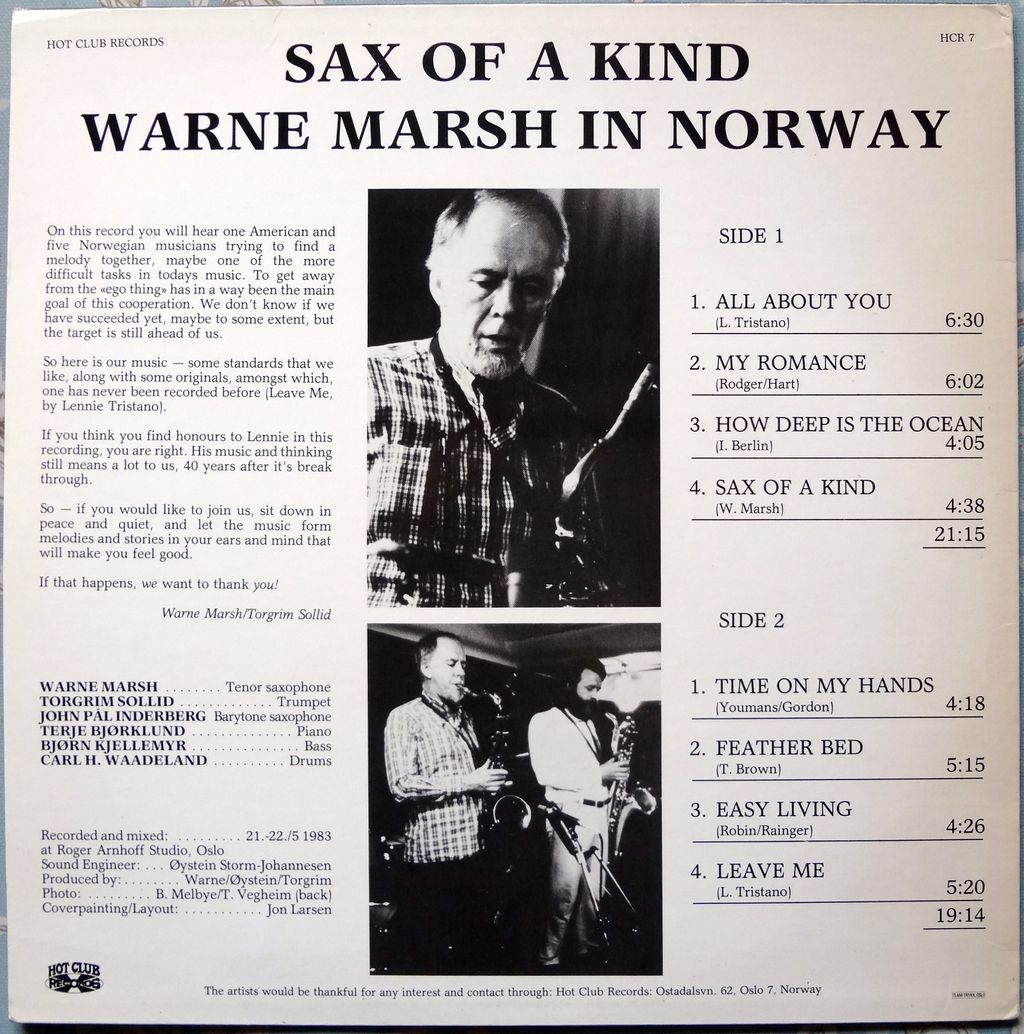 HOT CLUB RECORDS
HCR 7
SAX OF A KIND
WARNE MARSH IN NORWAY
On this record you will hear one American and
five Norwegian musicians trying to find a
melody together, maybe one of the more
difficult tasks in todays music. To get away
from the «ego thing» has in a way been the main
goal of this cooperation. We don't know if we
have succeeded yet, maybe to some extent, but
the target is still ahead of us.
So here is our music — some standards that we
like, along with some originals, amongst which,
one has never been recorded before (Leave Me,
by Lennie Tristano).
If you think you find honours to Lennie in this
recording, you are right. His music and thinking
still means a lot to us, 40 years after it's break
through.
So — if you would like to join us, sit down in
peace and quiet, and let the music form
melodies and stories in your ears and mind that
will make you feel good.
If that happens, we want to thank you!
Warne Marsh/Torgrim Sollid
WARNE MARSH ........ Tenor saxophone
TORGRIM SOLLID ............. Trumpet
JOHN PÅL INDERBERG Barytone saxophone
TERJE BJØRKLUND .............. Piano
BJØRN KJELLEMYR ............... Bass
CARL H. WAADELAND .......... Drums
Recorded and mixed: ......... 21.-22./5 1983
at Roger Arnhoff Studio, Oslo
Sound Engineer: ... Øystein Storm-Johannesen
Produced by: ........ Warne/Øystein/Torgrim
Photo: ......... B. Melbye/T. Vegheim (back)
Coverpainting/Layout: ........... Jon Larsen
HOT CLUB
RECORDS
SIDE 1
1. ALL ABOUT YOU
(L. Tristano) 6:30
2. MY ROMANCE
(Rodger/Hart) 6:02
3. HOW DEEP IS THE OCEAN
(I. Berlin) 4:05
4. SAX OF A KIND
(W. Marsh) 4:38
21:15
SIDE 2
1. TIME ON MY HANDS
(Youmans/Gordon) 4:18
2. FEATHER BED
(T. Brown) 5:15
3. EASY LIVING
(Robin/Rainger) 4:26
4. LEAVE ME
(L. Tristano) 5:20
19:14
The artists would be thankful for any interest and contact through: Hot Club Records: Ostadalsvn. 62, Oslo 7, Norway